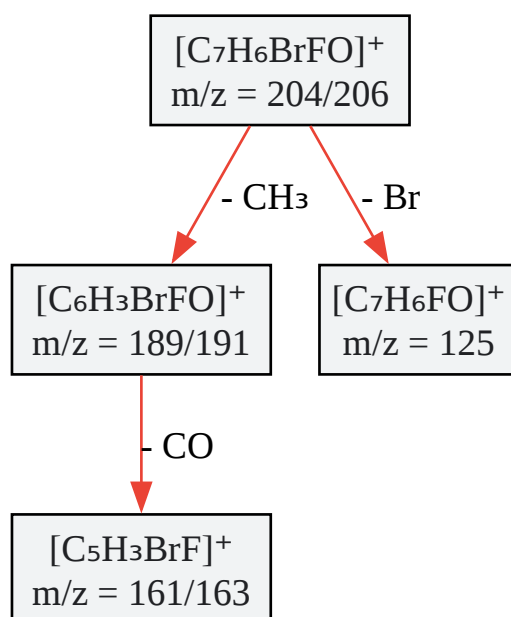 [C₇H₆BrFO]⁺
m/z = 204/206
- CH₃
- Br
[C₆H₃BrFO]⁺
m/z = 189/191
[C₇H₆FO]⁺
m/z = 125
- CO
[C₅H₃BrF]⁺
m/z = 161/163